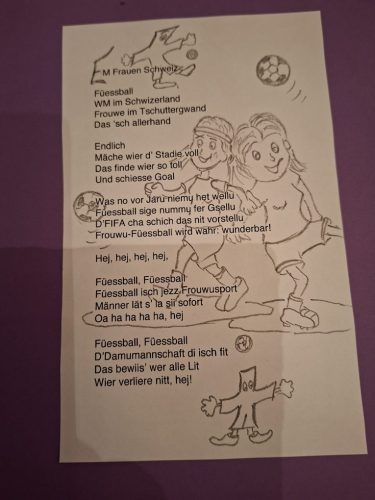 EM Frauen Schweiz
Füessball
WM im Schwizerland
Frouwe im Tschuttergwand
Das 'sch allerhand
Endlich
Mäche wier d' Stadie voll
Das finde wier so toll
Und schiesse Goal
Was no vor Jaru niemu het wellu
Füessball sige nummu fer Gsellu
D'FIFA cha schich das nit vorstellu
Frouwu-Füessball wird wahr: wunderbar!
Hej, hej, hej, hej,
Füessball, Füessball
Füessball isch jezz Frouwusport
Männer lät s' la sii sofort
Oa ha ha ha ha, hej
Füessball, Füessball
D'Damumannschaft di isch fit
Das bewiis' wer alle Lit
Wier verliere nitt, hej!